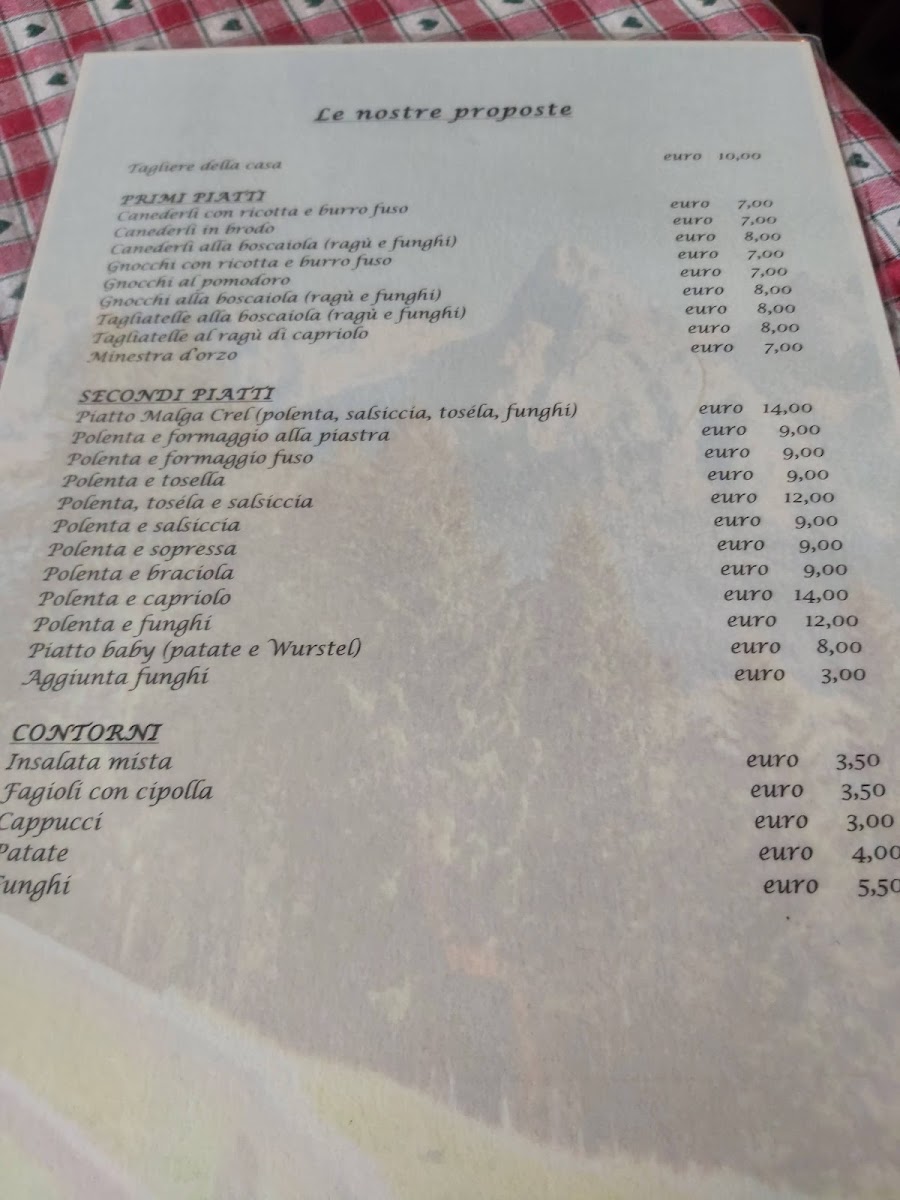 Le nostre proposte
Tagliere della casa euro 10,00
PRIMI PIATTI
Canederli con ricotta e burro fuso euro 7,00
Canederli in brodo euro 7,00
Canederli alla boscaiola (ragù e funghi) euro 8,00
Gnocchi con ricotta e burro fuso euro 7,00
Gnocchi al pomodoro euro 7,00
Gnocchi alla boscaiola (ragù e funghi) euro 8,00
Tagliatelle alla boscaiola (ragù e funghi) euro 8,00
Tagliatelle al ragù di capriolo euro 8,00
Minestra d'orzo euro 7,00
SECONDI PIATTI
Piatto Malga Crel (polenta, salsiccia, toséla, funghi) euro 14,00
Polenta e formaggio alla piastra euro 9,00
Polenta e formaggio fuso euro 9,00
Polenta e tosella euro 9,00
Polenta, toséla e salsiccia euro 12,00
Polenta e salsiccia euro 9,00
Polenta e sopressa euro 9,00
Polenta e braciola euro 9,00
Polenta e capriolo euro 14,00
Polenta e funghi euro 12,00
Piatto baby (patate e Wurstel) euro 8,00
Aggiunta funghi euro 3,00
CONTORNI
Insalata mista euro 3,50
Fagioli con cipolla euro 3,50
Cappucci euro 3,00
Patate euro 4,00
Funghi euro 5,50